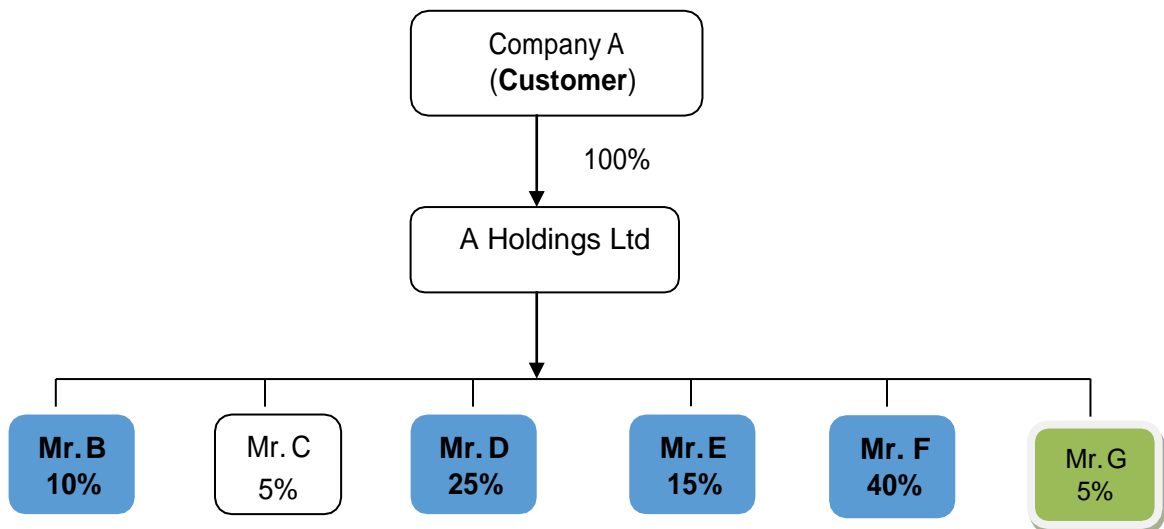 Company A
(Customer)
100%
A Holdings Ltd
Mr. B
10%
Mr. C
5%
Mr. D
25%
Mr. E
15%
Mr. F
40%
Mr. G
5%